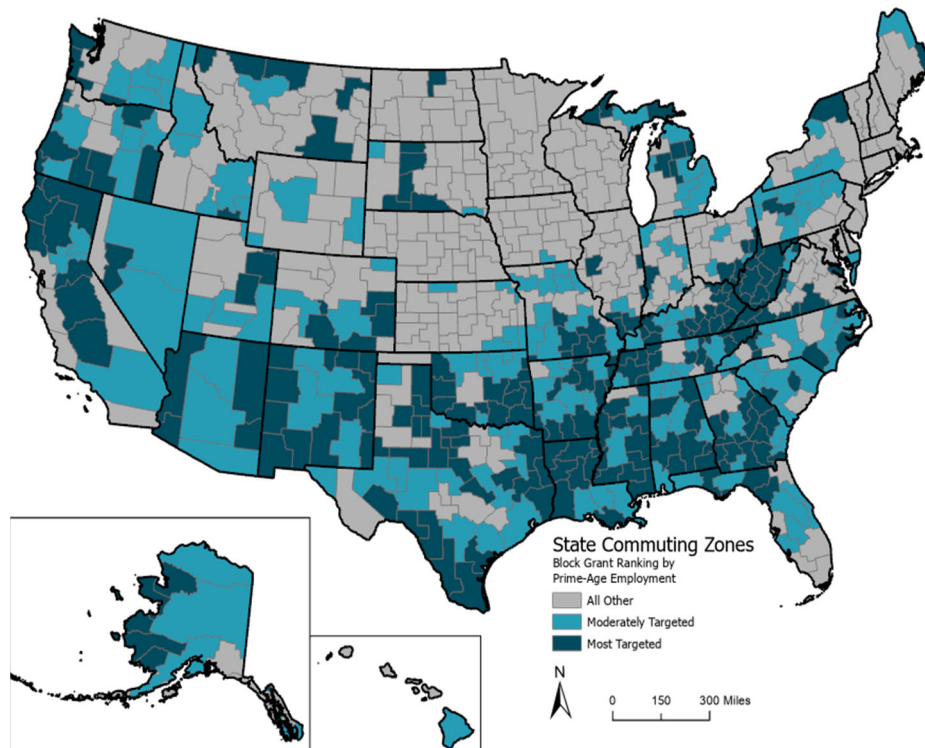 State Commuting Zones
Block Grant Ranking by
Prime-Age Employment
All Other
Moderately Targeted
Most Targeted
N
0 150 300 Miles